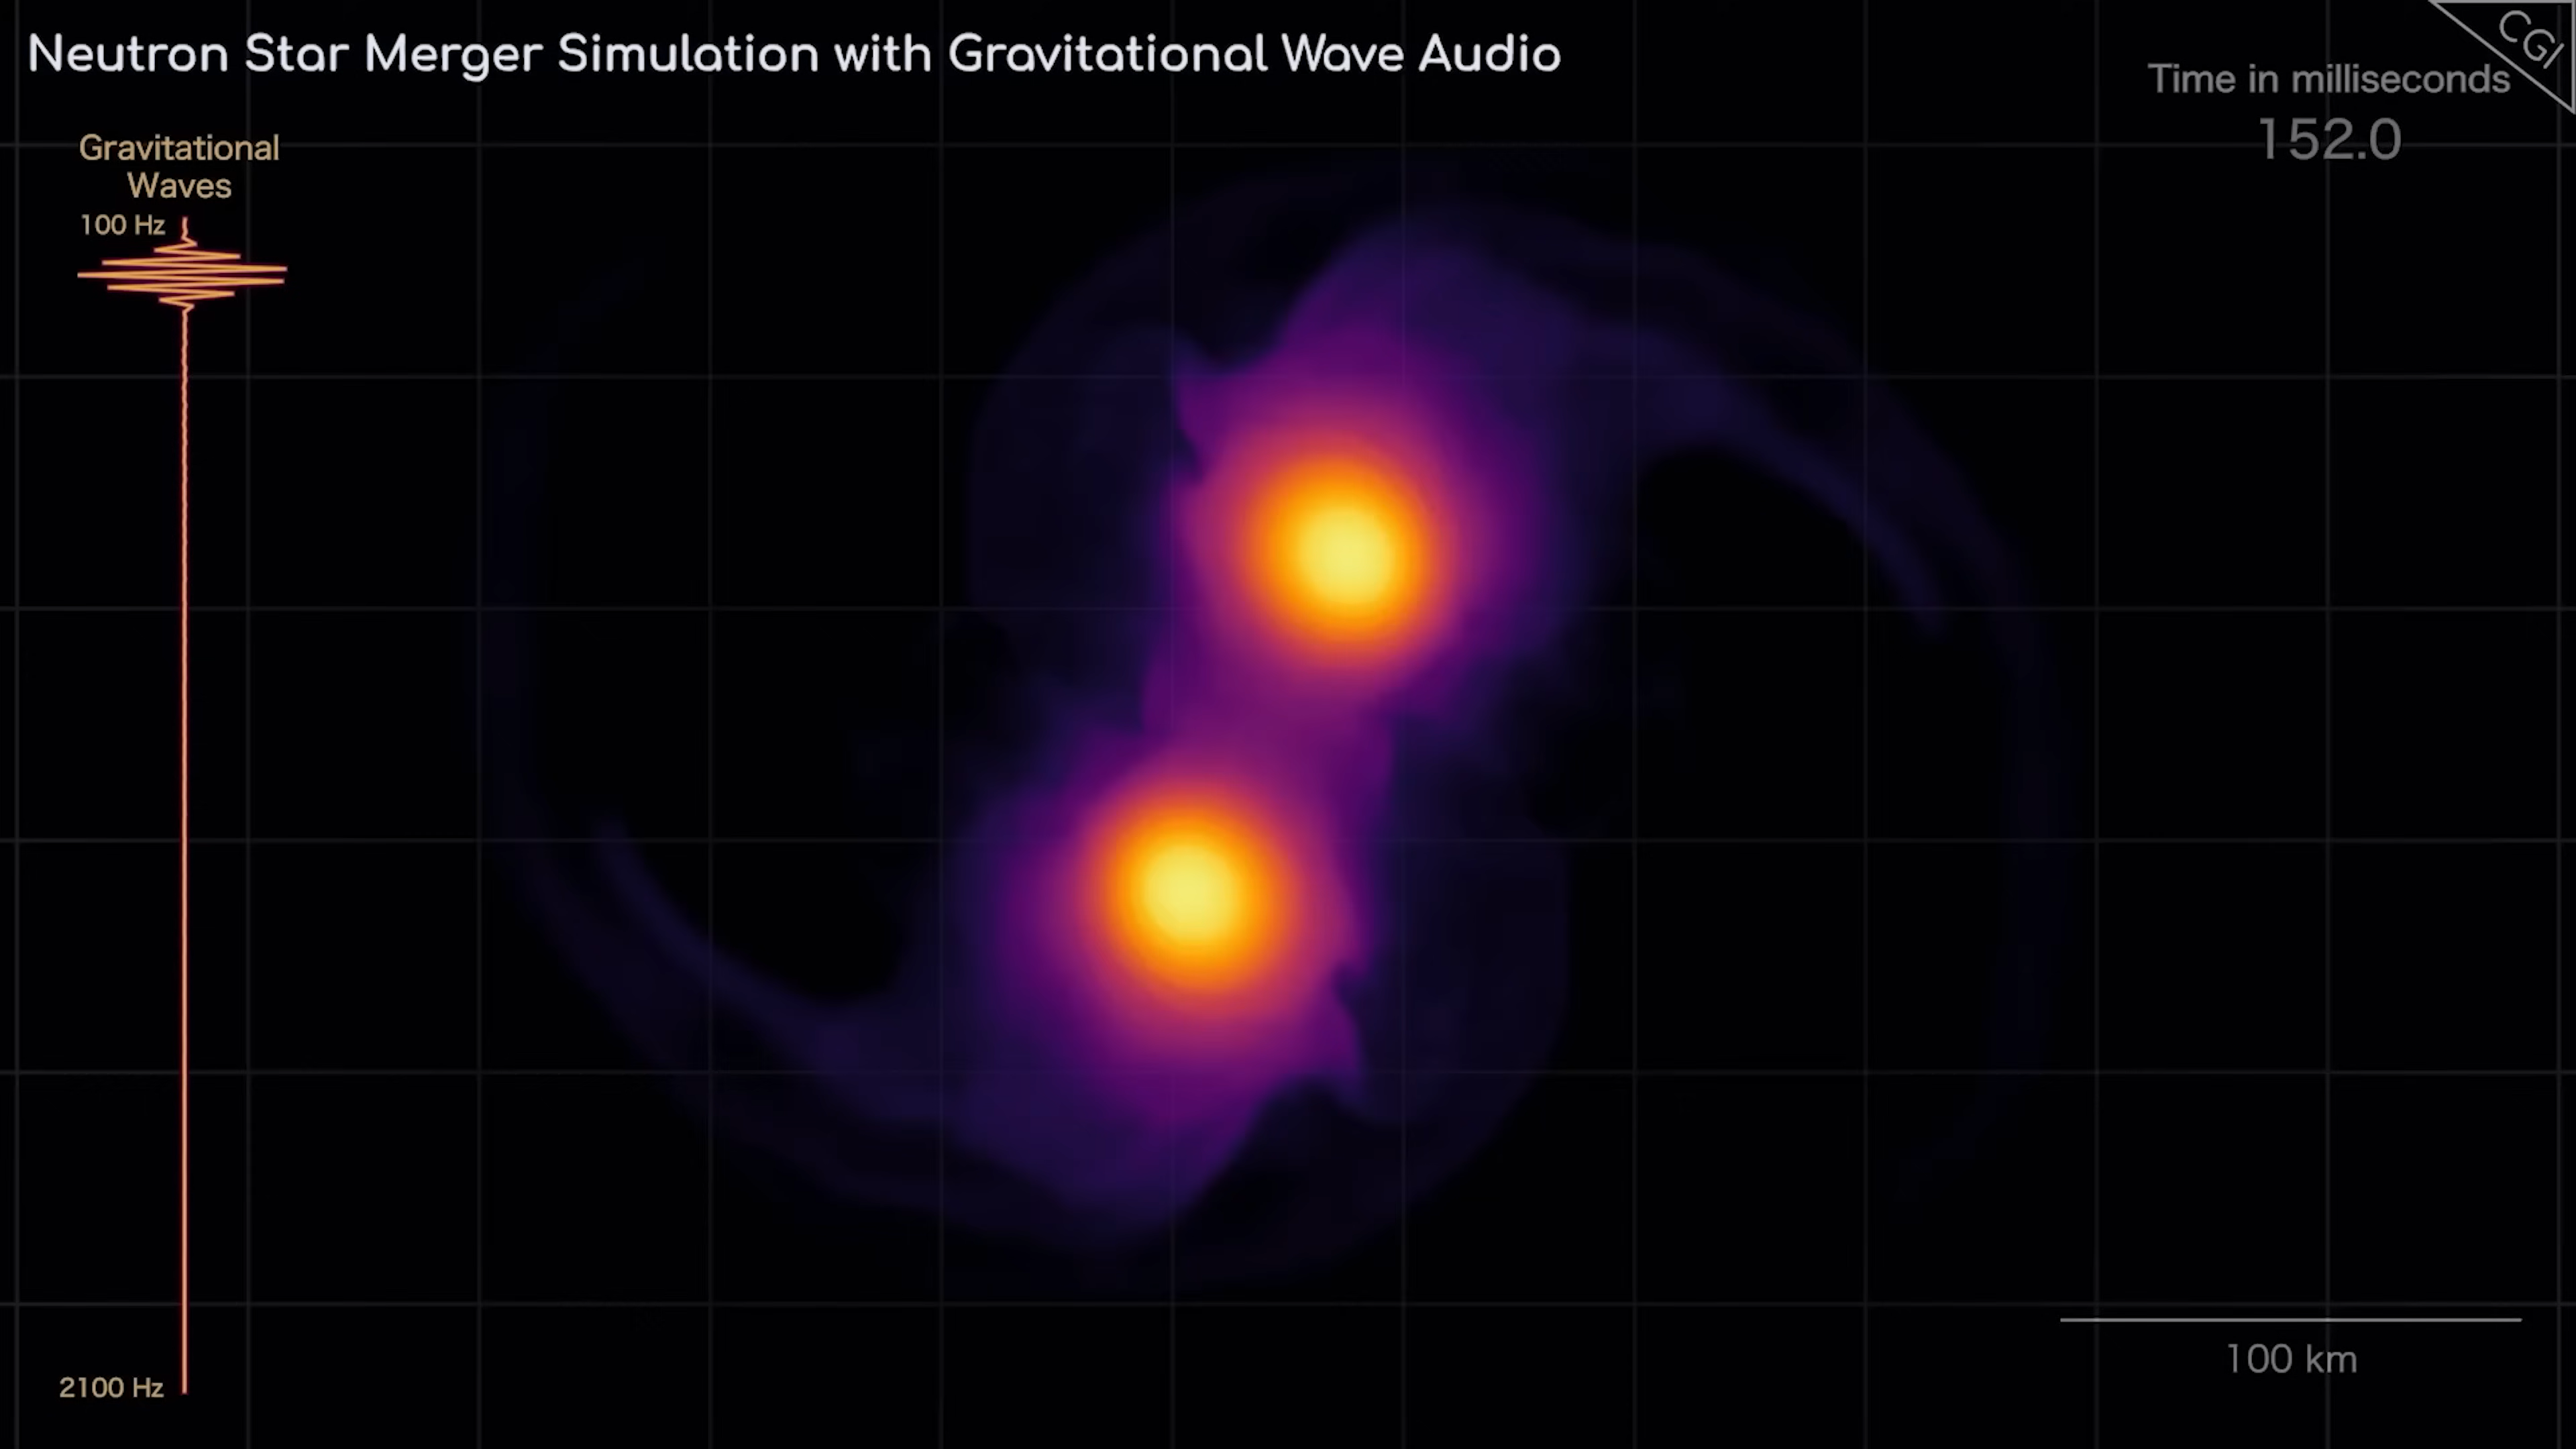 Neutron Star Merger Simulation with Gravitational Wave Audio
CGI
Time in milliseconds
152.0
Gravitational
Waves
100 Hz
2100 Hz
100 km